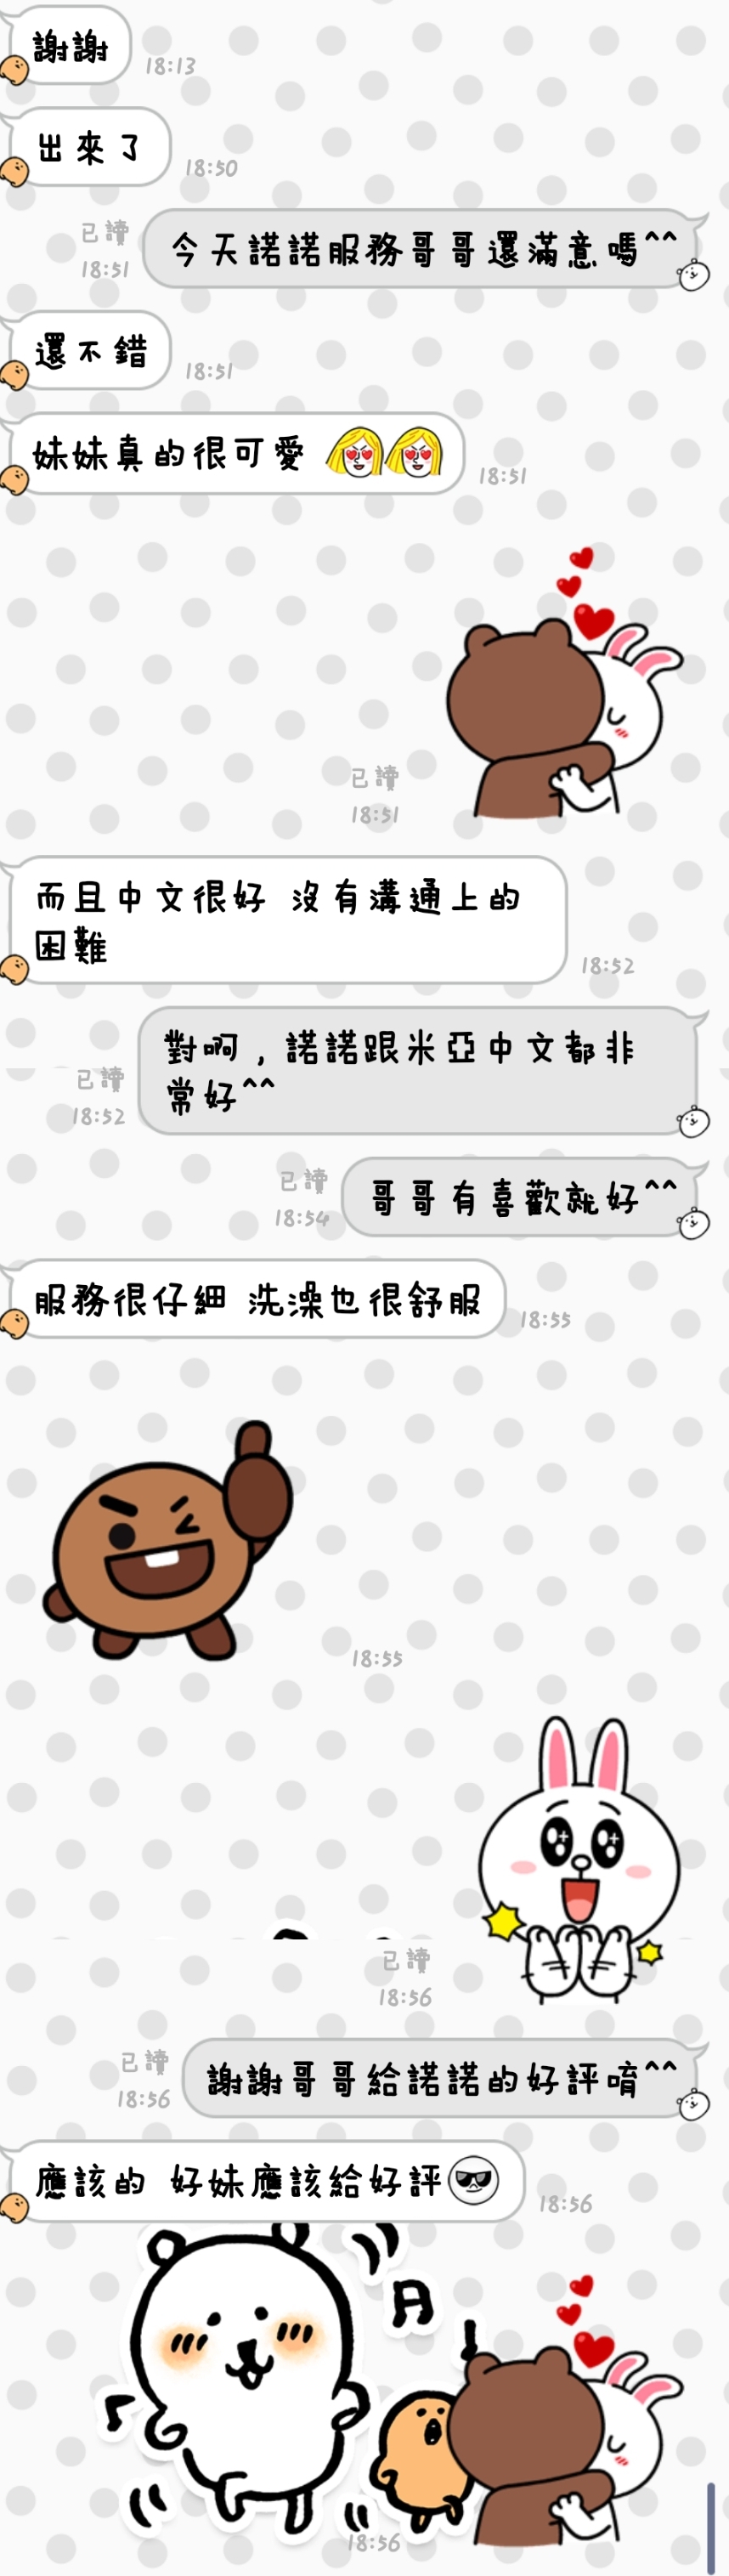 謝謝
18:13
出來了
18:50
已讀
18:51
今天諾諾服務哥哥還滿意嗎^^
還不錯
18:51
妹妹真的很可愛
18:51
已讀
18:51
而且中文很好 沒有溝通上的
困難
18:52
對啊，諾諾跟米亞中文都非
常好^^
已讀
18:52
哥哥有喜歡就好^^
已讀
18:54
服務很仔細 洗澡也很舒服
18:55
18:55
已讀
18:56
謝謝哥哥給諾諾的好評唷^^
已讀
18:56
應該的 好妹應該給好評
18:56
18:56